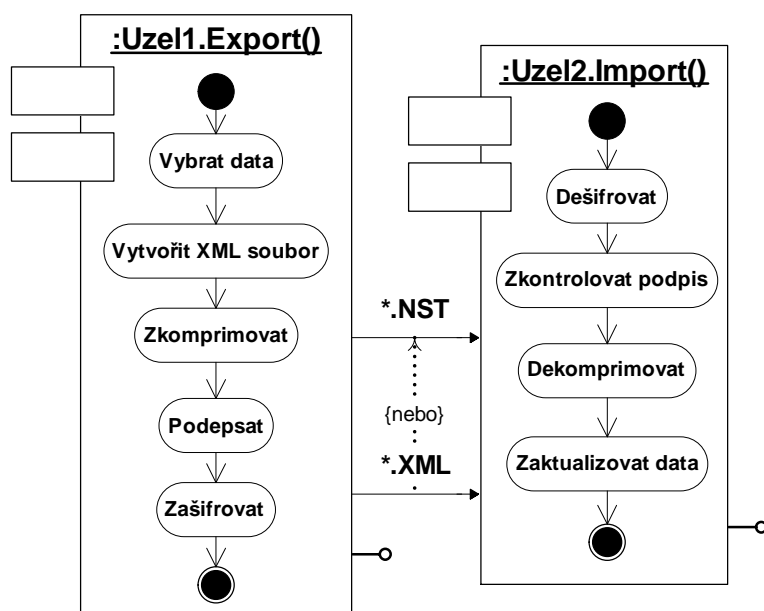 :Uzel1.Export()
Vybrat data
Vytvořit XML soubor
Zkomprimovat
Podepsat
Zašifrovat
*.NST
{nebo}
*.XML
:Uzel2.Import()
Dešifrovat
Zkontrolovat podpis
Dekomprimovat
Zaktualizovat data